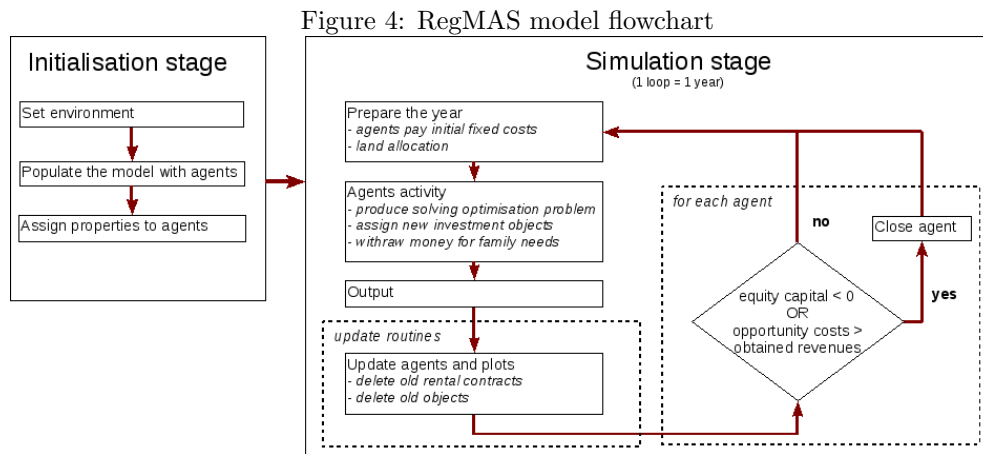 Figure 4: RegMAS model flowchart
Initialisation stage
Set environment
Populate the model with agents
Assign properties to agents
Simulation stage
(1 loop = 1 year)
Prepare the year
- agents pay initial fixed costs
- land allocation
Agents activity
- produce solving optimisation problem
- assign new investment objects
- withraw money for family needs
Output
update routines
Update agents and plots
- delete old rental contracts
- delete old objects
for each agent
no
Close agent
yes
equity capital < 0
OR
opportunity costs >
obtained revenues